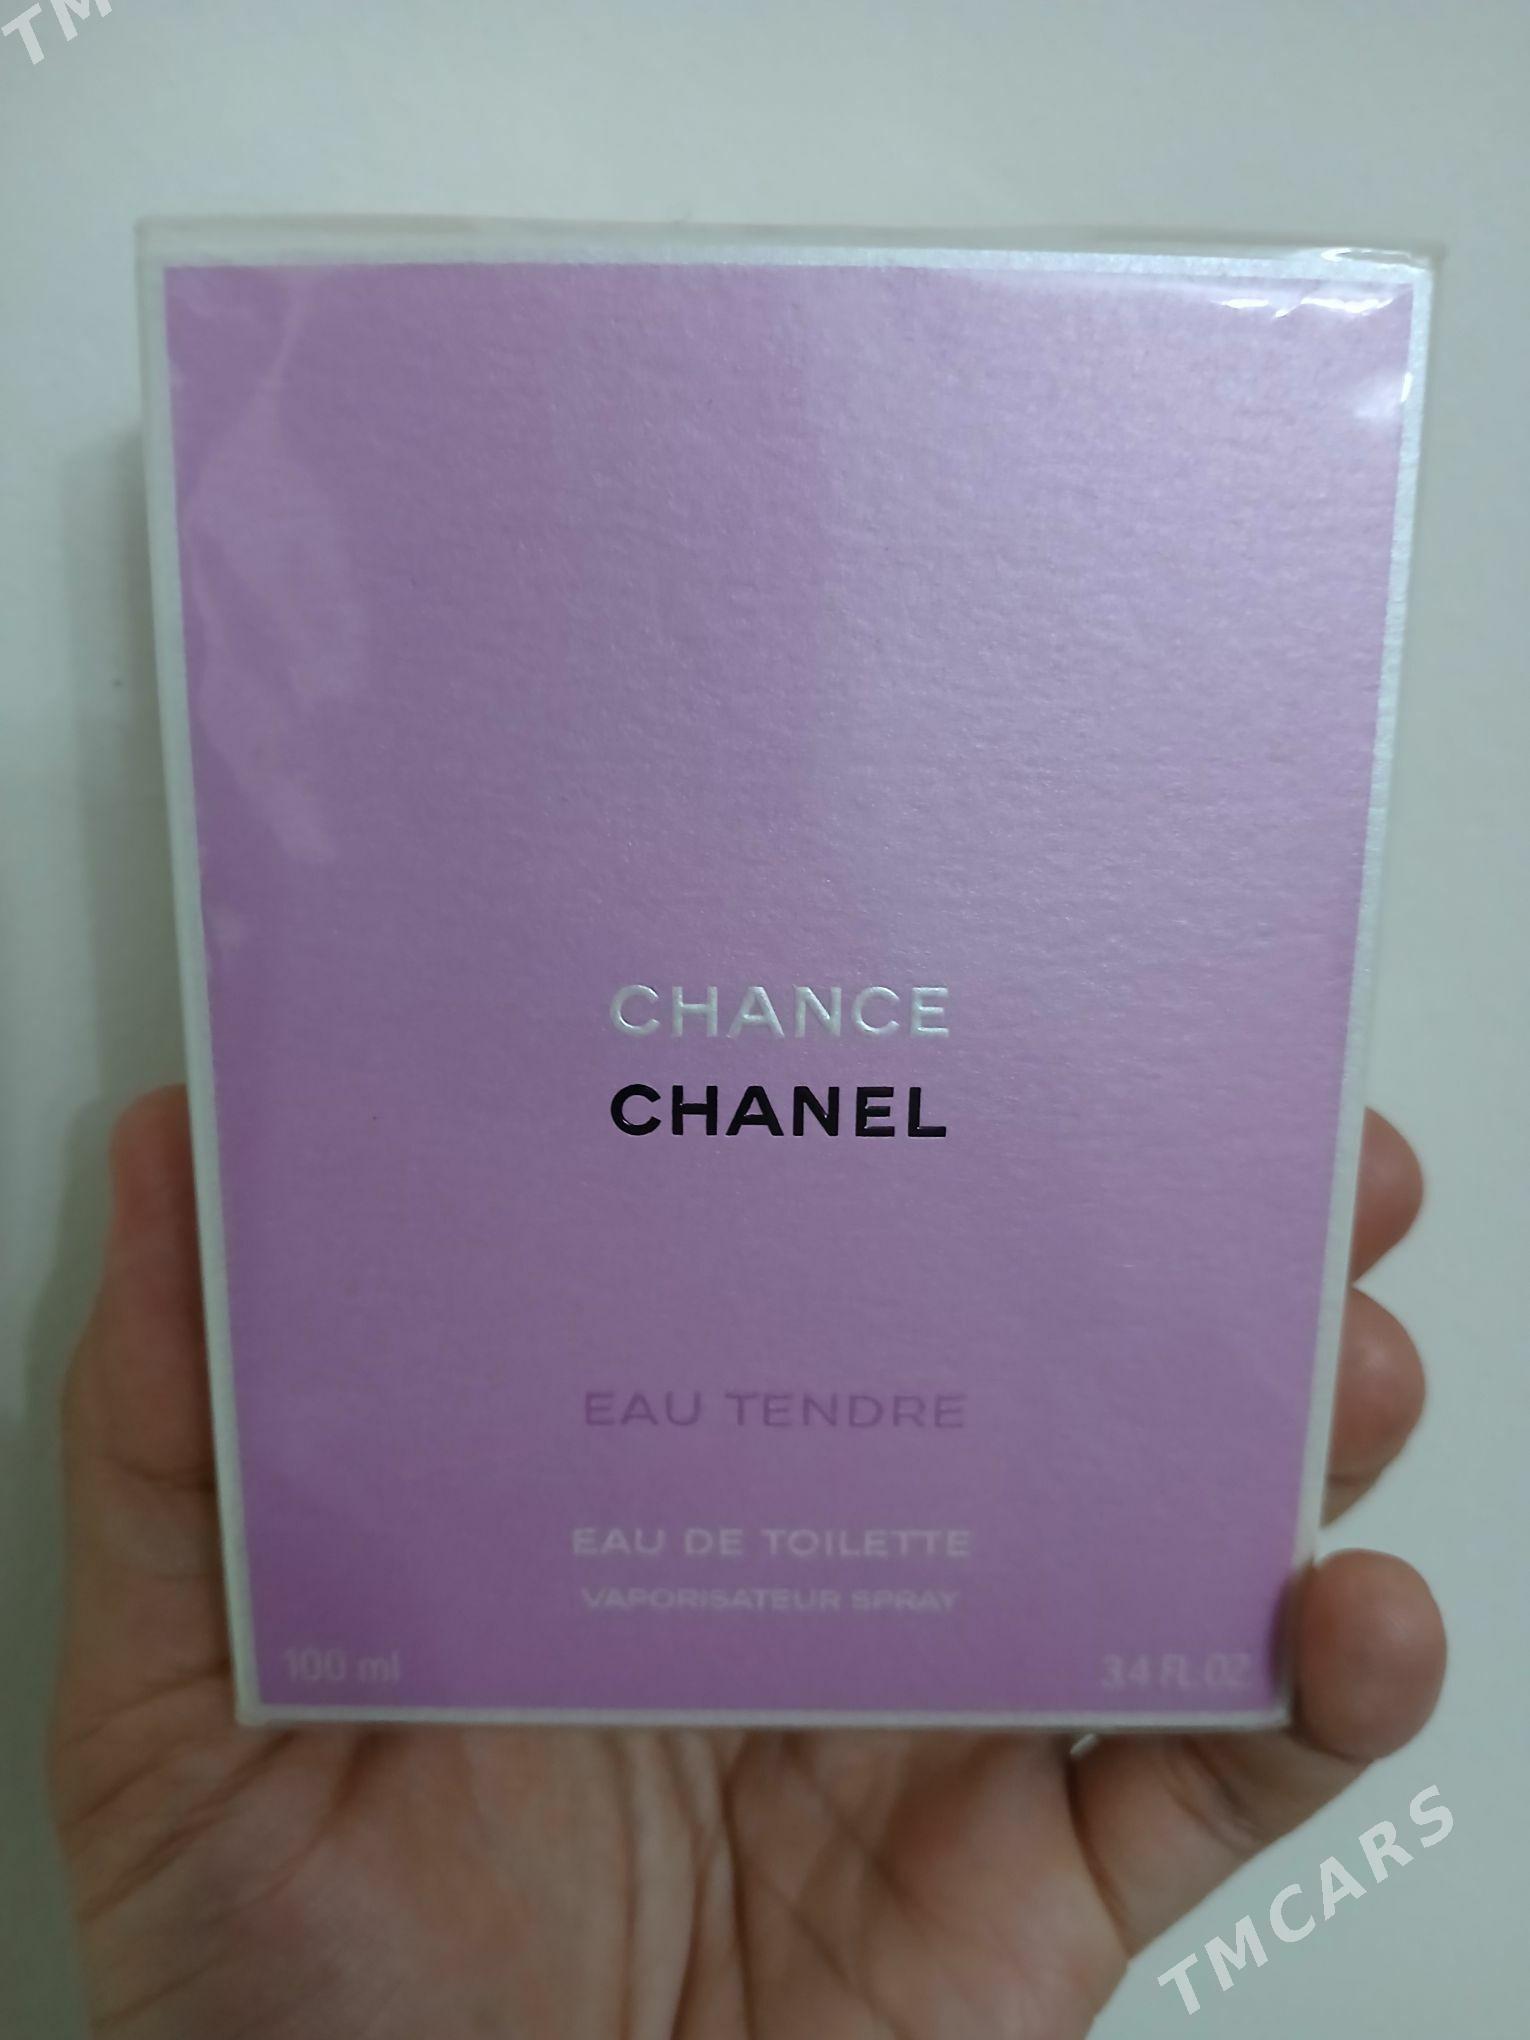 TM
CHANCE
CHANEL
EAU TENDRE
EAU DE TOILETTE
VAPORISATEUR SPRAY
100 ml
3.4 FL. OZ
TMCARS